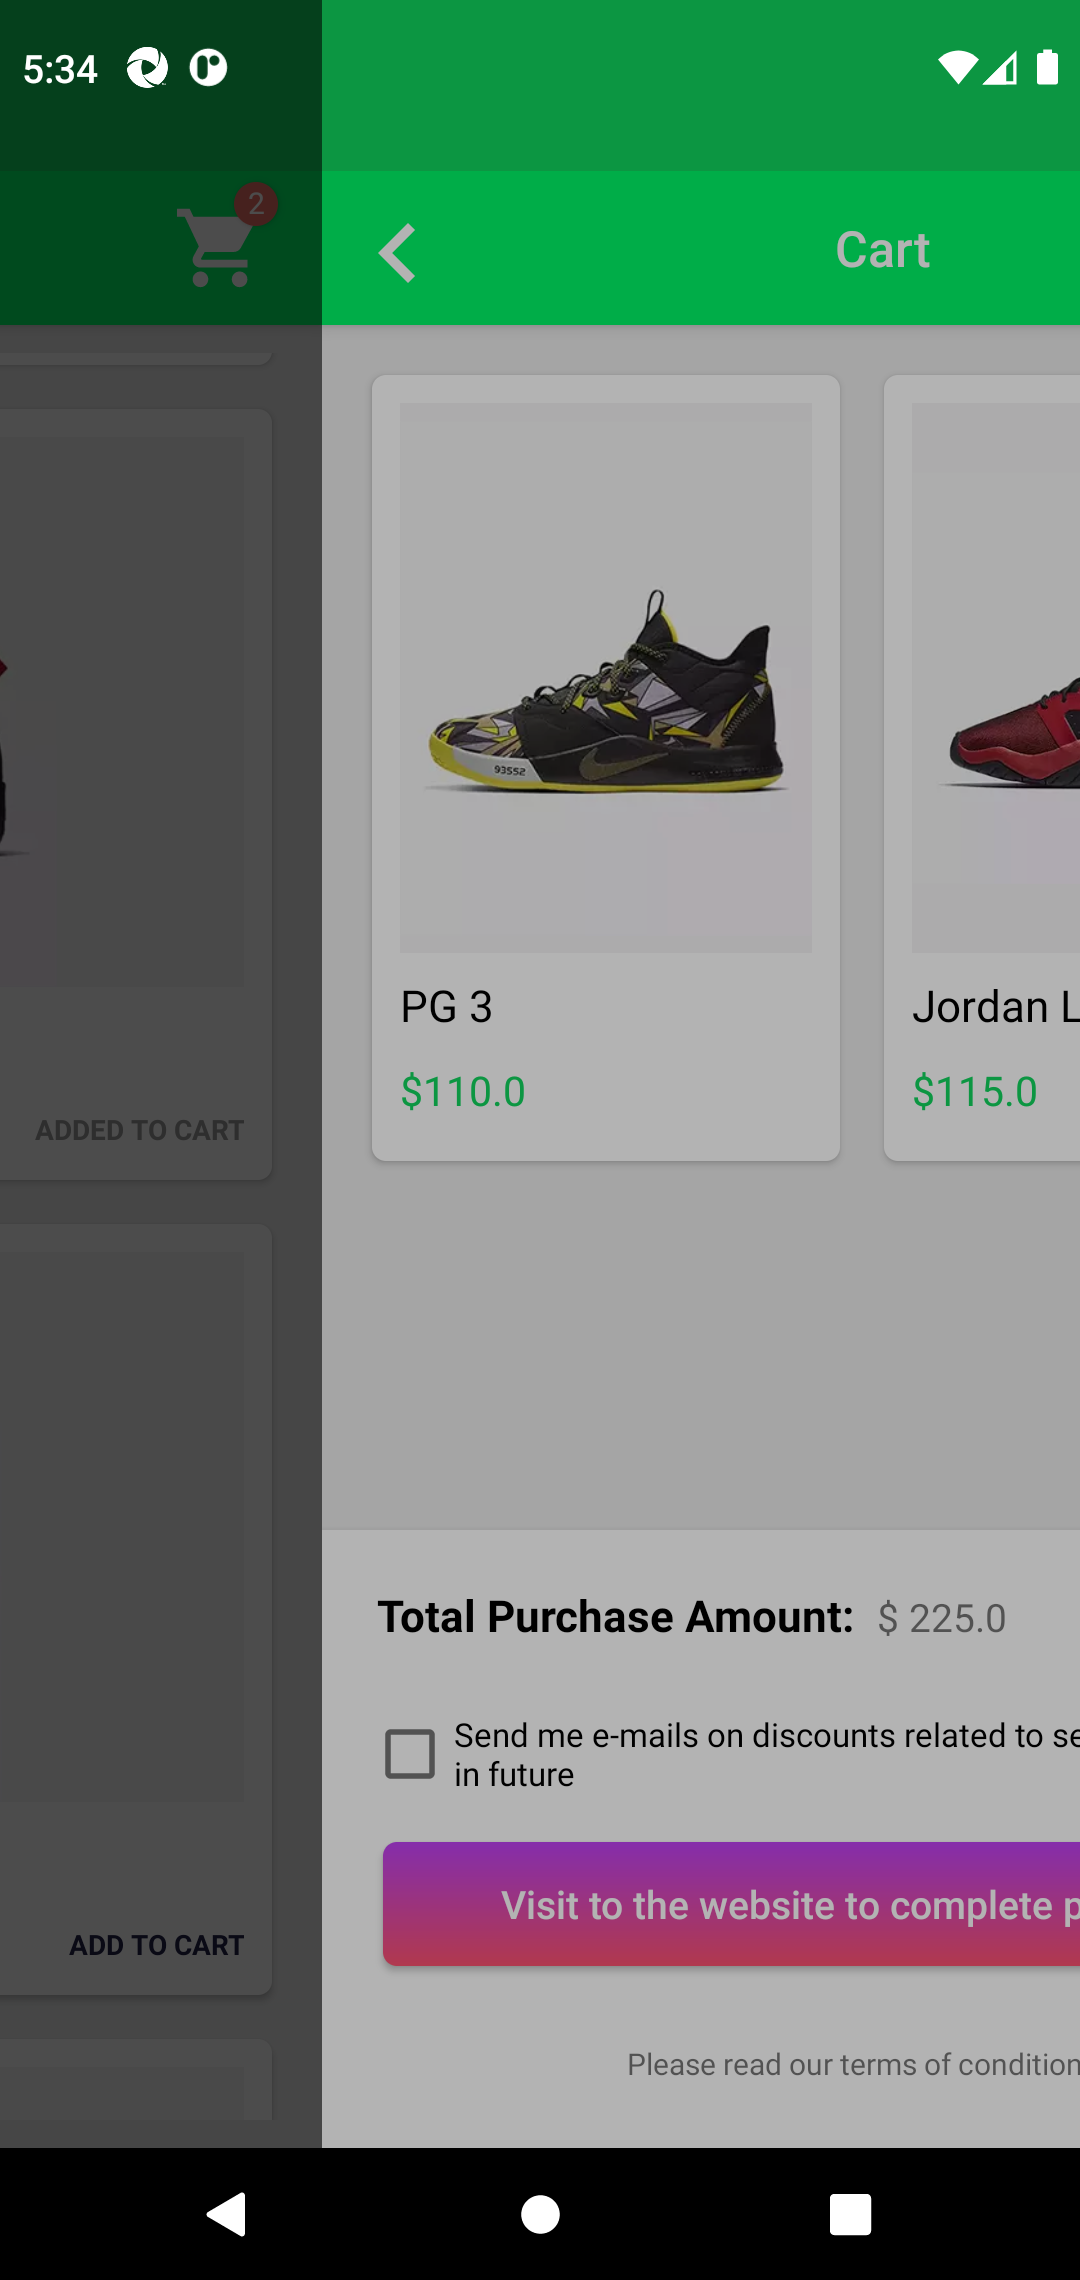 5:34
2
Cart
93552
PG 3
Jordan L
$110.0
$115.0
ADDED TO CART
Total Purchase Amount: $ 225.0
Send me e-mails on discounts related to se
in future
Visit to the website to complete p
ADD TO CART
Please read our terms of condition